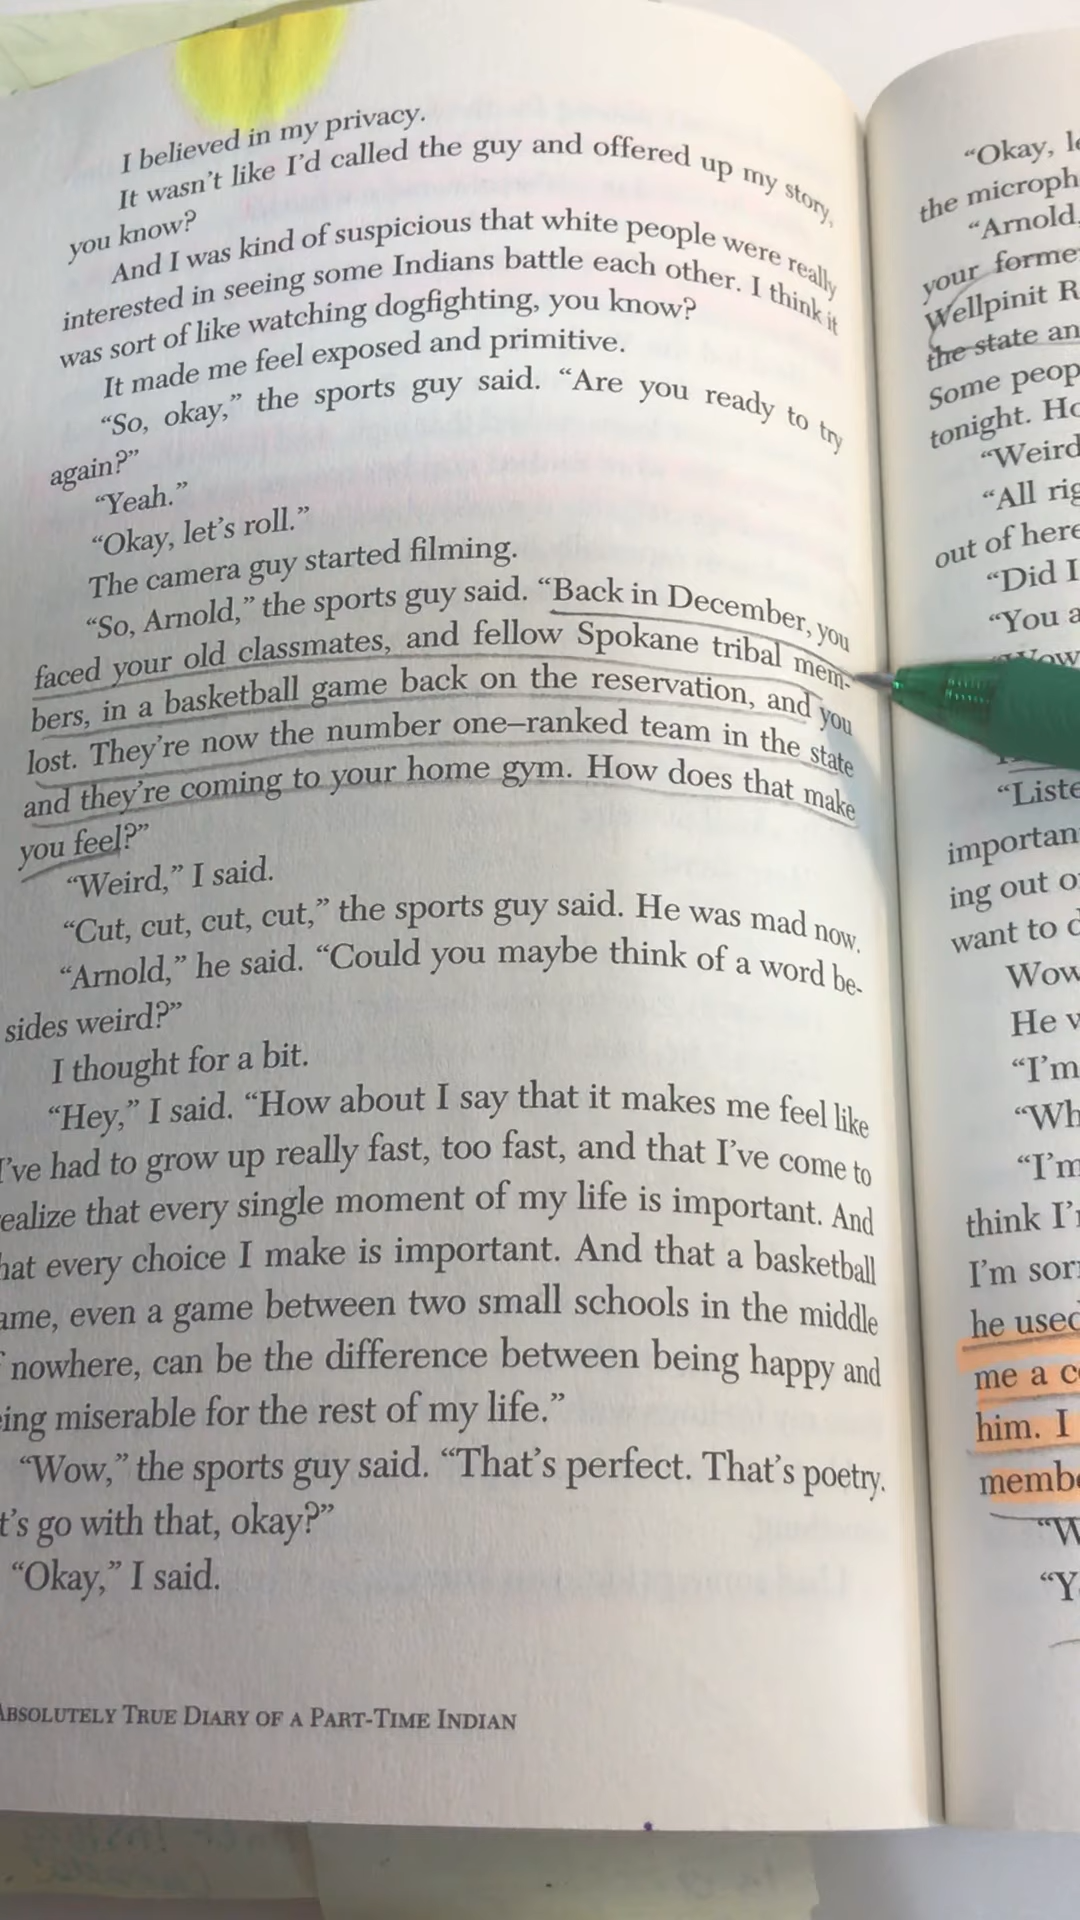 I believed in my privacy.
It wasn't like I'd called the guy and offered up my story,
you know?
And I was kind of suspicious that white people were really
interested in seeing some Indians battle each other. I think it
was sort of like watching dogfighting, you know?
It made me feel exposed and primitive.
“So, okay,” the sports guy said. “Are you ready to try
again?”
“Yeah.”
“Okay, let's roll.”
The camera guy started filming.
“So, Arnold,” the sports guy said. “Back in December, you
faced your old classmates, and fellow Spokane tribal mem-
bers, in a basketball game back on the reservation, and you
lost. They're now the number one–ranked team in the state
and they're coming to your home gym. How does that make
you feel?”
“Weird,” I said.
“Cut, cut, cut, cut,” the sports guy said. He was mad now.
“Arnold,” he said. “Could you maybe think of a word be-
sides weird?”
I thought for a bit.
“Hey,” I said. “How about I say that it makes me feel like
I've had to grow up really fast, too fast, and that I've come to
ealize that every single moment of my life is important. And
hat every choice I make is important. And that a basketball
ame, even a game between two small schools in the middle
nowhere, can be the difference between being happy and
ing miserable for the rest of my life.”
“Wow,” the sports guy said. “That's perfect. That's poetry.
t's go with that, okay?”
“Okay,” I said.
ABSOLUTELY TRUE DIARY OF A PART-TIME INDIAN
“Okay, le
the microph
“Arnold,
your forme
Wellpinit R
the state an
Some peop
tonight. Ho
“Weird
“All rig
out of here
“Did I
“You a
“Wow
“Liste
importan
ing out o
want to d
Wow
He w
“I'm
“Wh
“I'm
think I'r
I'm sorr
he used
me a co
him. I
membe
“W
“Y